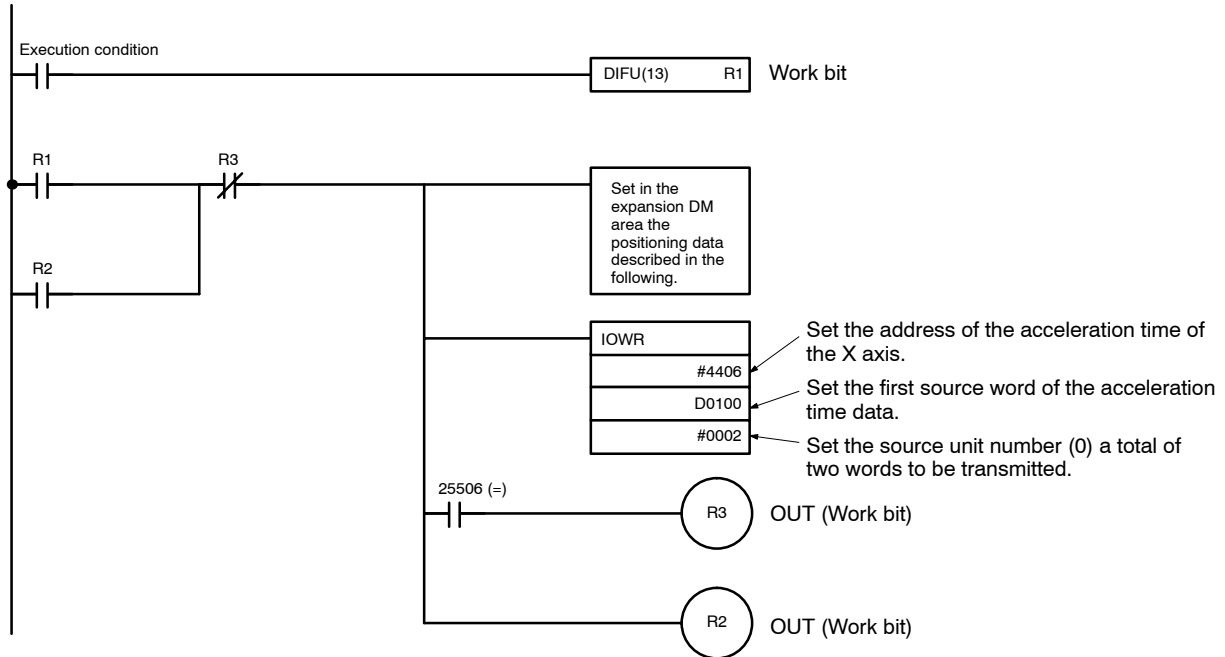 Execution condition
DIFU(13) R1 Work bit
R1
R3
Set in the
expansion DM
area the
positioning data
described in the
following.
R2
IOWR
#4406
D0100
#0002
Set the address of the acceleration time of
the X axis.
Set the first source word of the acceleration
time data.
Set the source unit number (0) a total of
two words to be transmitted.
25506 (=)
R3 OUT (Work bit)
R2 OUT (Work bit)